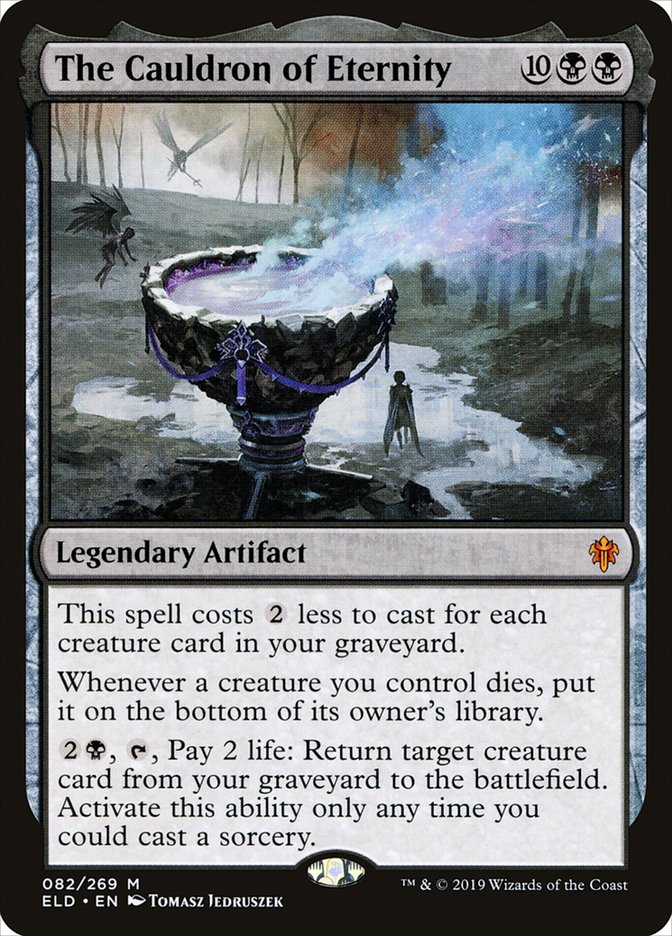 The Cauldron of Eternity 10
Legendary Artifact
This spell costs 2 less to cast for each
creature card in your graveyard.
Whenever a creature you control dies, put
it on the bottom of its owner's library.
2 , , Pay 2 life: Return target creature
card from your graveyard to the battlefield.
Activate this ability only any time you
could cast a sorcery.
082/269 M
ELD • EN TOMASZ JEDRUSZEK
™ & © 2019 Wizards of the Coast